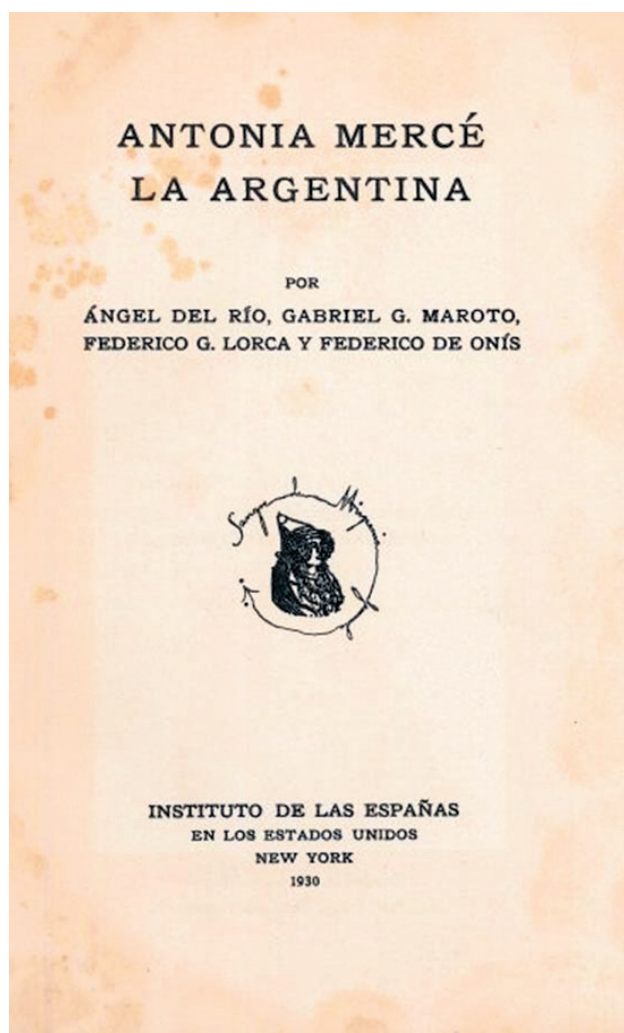 ANTONIA MERCÉ
LA ARGENTINA
POR
ÁNGEL DEL RÍO, GABRIEL G. MAROTO,
FEDERICO G. LORCA Y FEDERICO DE ONÍS
INSTITUTO DE LAS ESPAÑAS
EN LOS ESTADOS UNIDOS
NEW YORK
1930